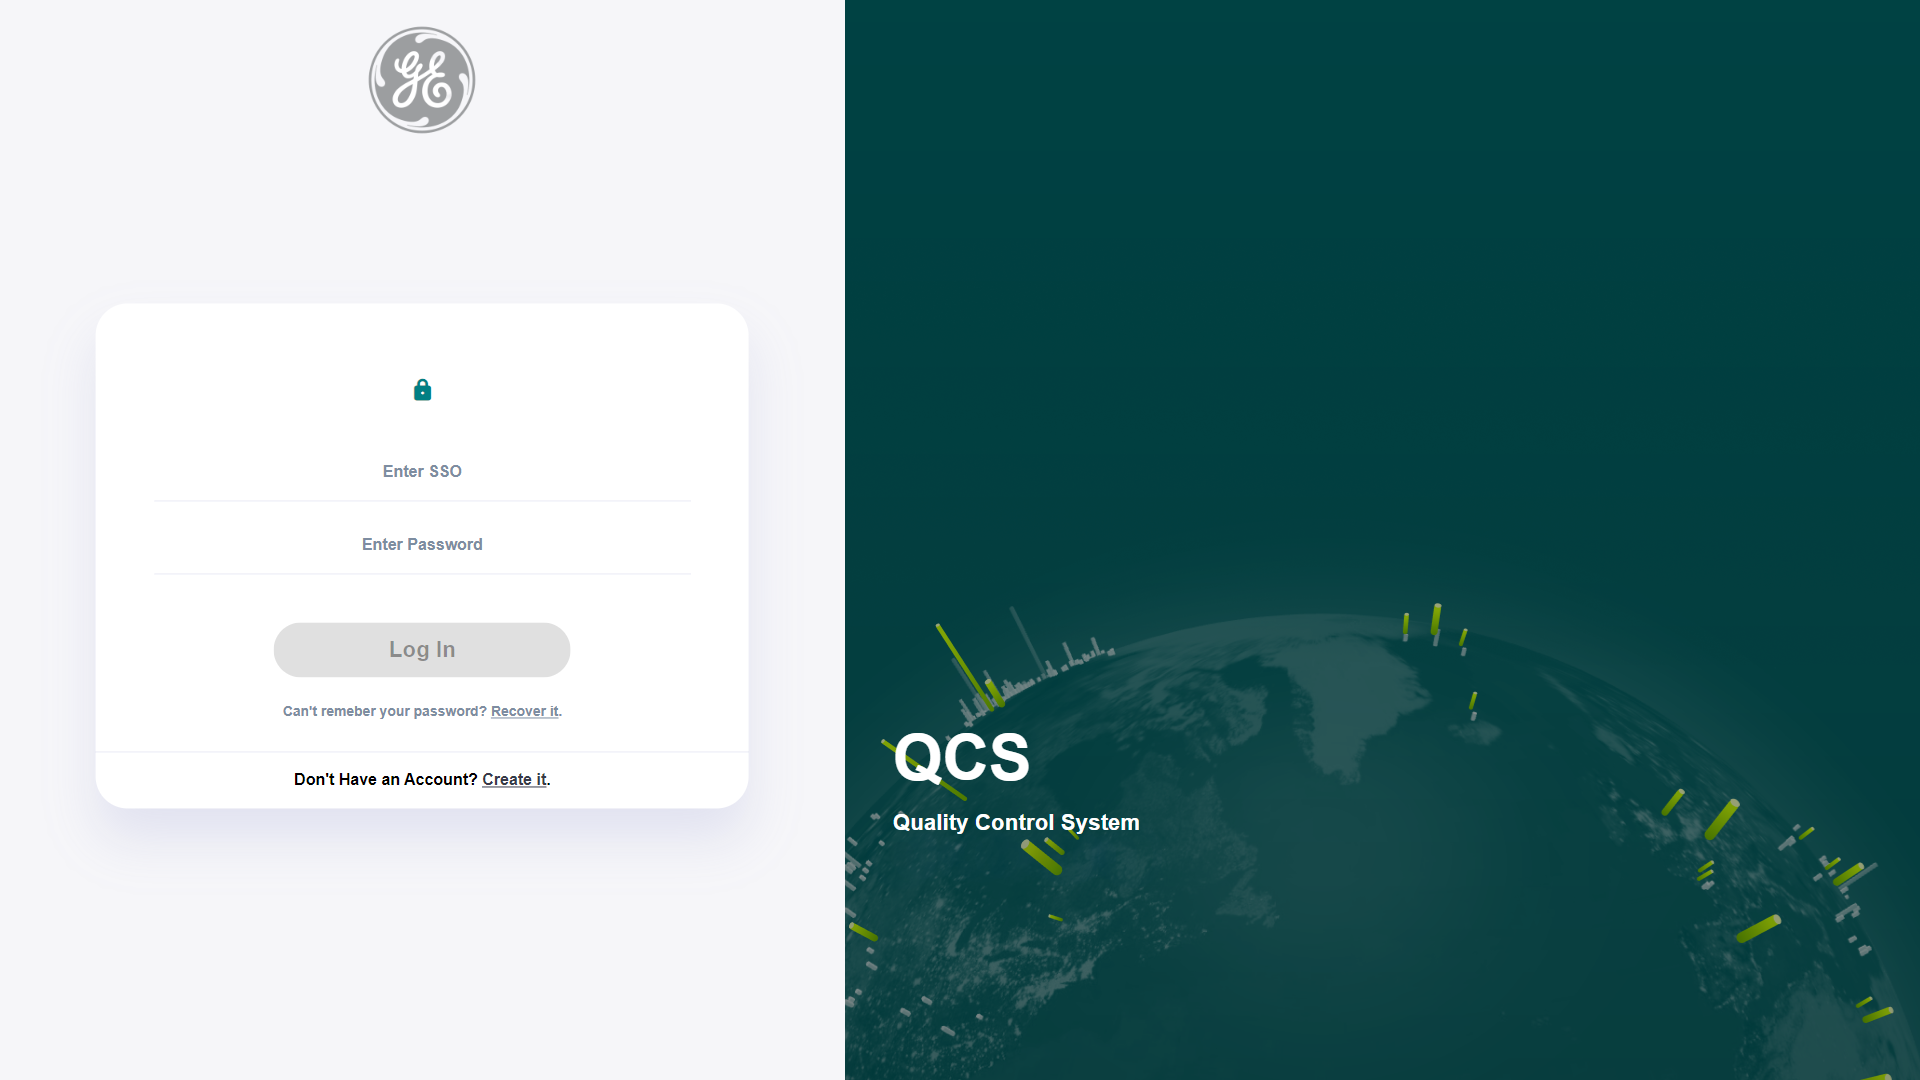 GE
Enter SSO
Enter Password
Log In
Can't remeber your password? Recover it.
Don't Have an Account? Create it.
QCS
Quality Control System